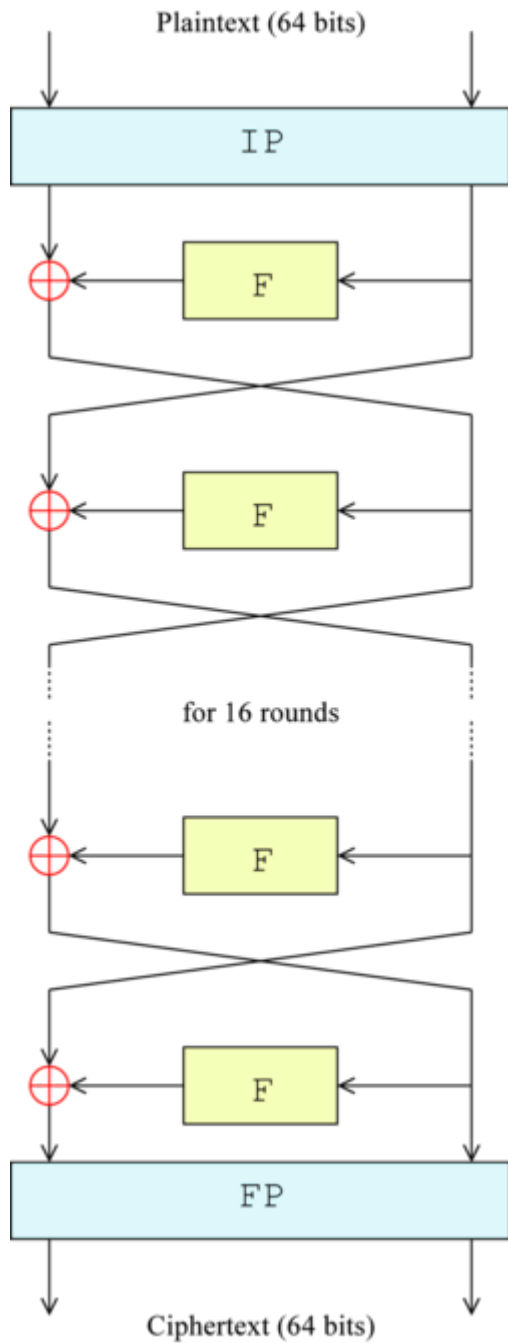 Plaintext (64 bits)
IP
F
F
for 16 rounds
F
F
FP
Ciphertext (64 bits)